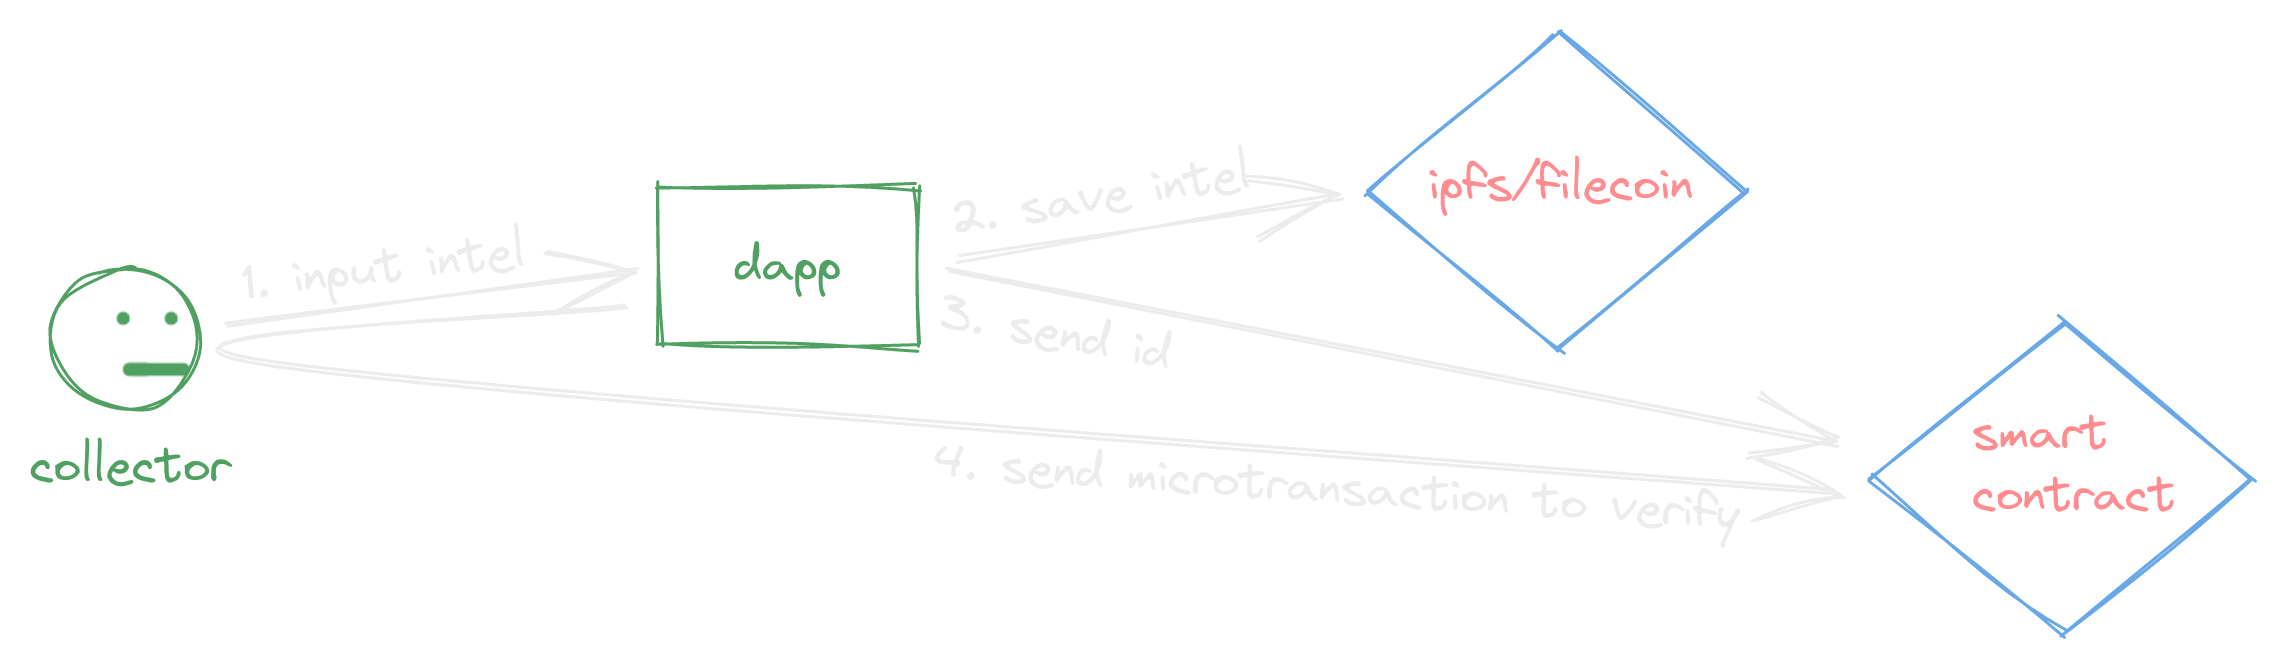 ipfs/filecoin
2. save intel
1. input intel
dapp
3. send id
smart
contract
collector
4. send microtransaction to verify